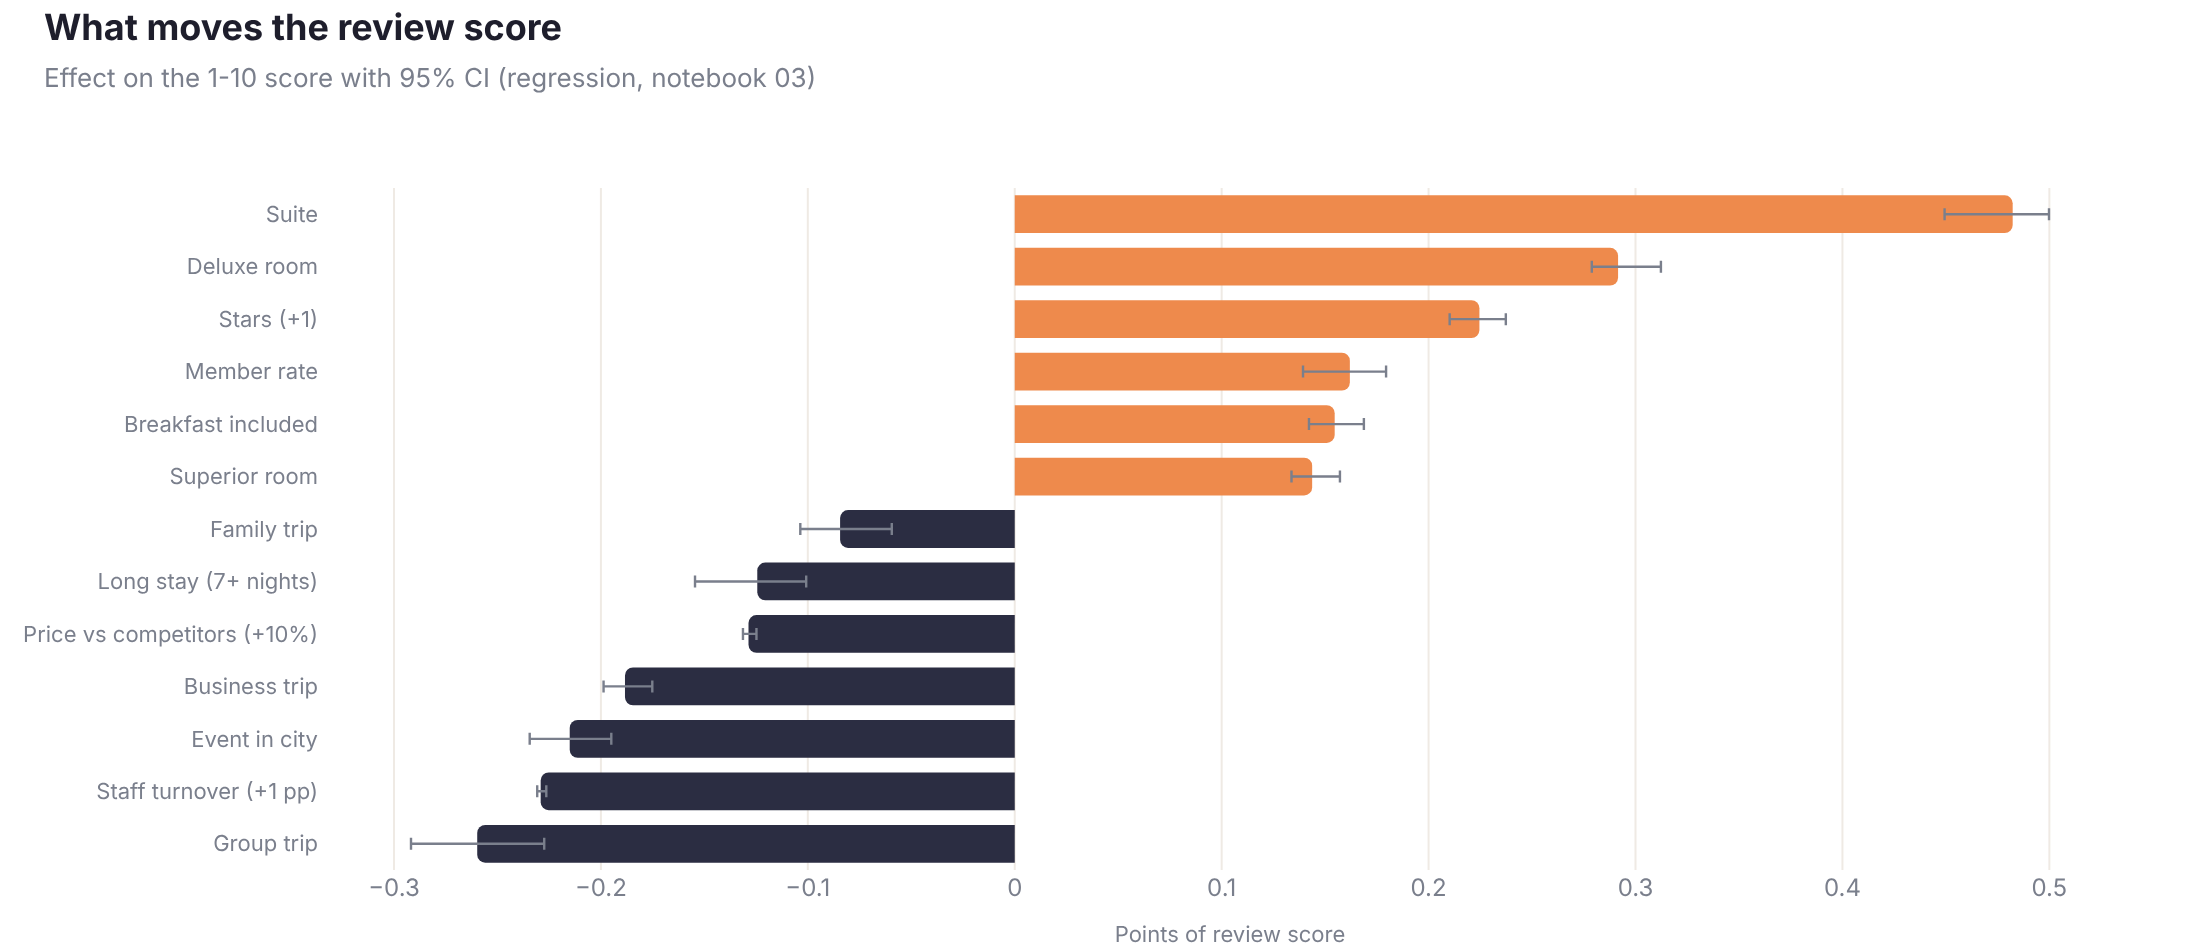 What moves the review score
Effect on the 1-10 score with 95% CI (regression, notebook 03)
Suite
Deluxe room
Stars (+1)
Member rate
Breakfast included
Superior room
Family trip
Long stay (7+ nights)
Price vs competitors (+10%)
Business trip
Event in city
Staff turnover (+1 pp)
Group trip
−0.3 −0.2 −0.1 0 0.1 0.2 0.3 0.4 0.5
Points of review score